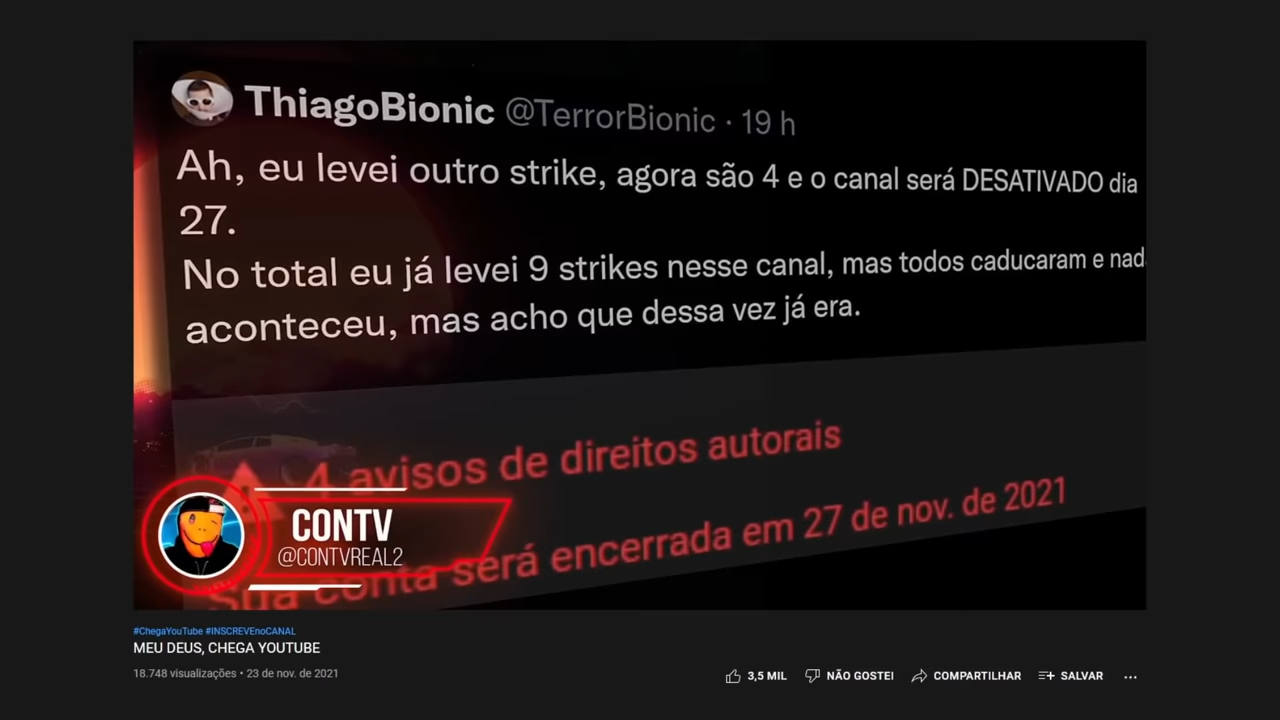 ThiagoBionic @TerrorBionic · 19 h
Ah, eu levei outro strike, agora são 4 e o canal será DESATIVADO dia
27.
No total eu já levei 9 strikes nesse canal, mas todos caducaram e nad
aconteceu, mas acho que dessa vez já era.
4 avisos de direitos autorais
Sua conta será encerrada em 27 de nov. de 2021
CONTV
@CONTVREAL2
#ChegaYouTube #INSCREVEnoCANAL
MEU DEUS, CHEGA YOUTUBE
18.748 visualizações • 23 de nov. de 2021
3,5 MIL NÃO GOSTEI COMPARTILHAR SALVAR ...